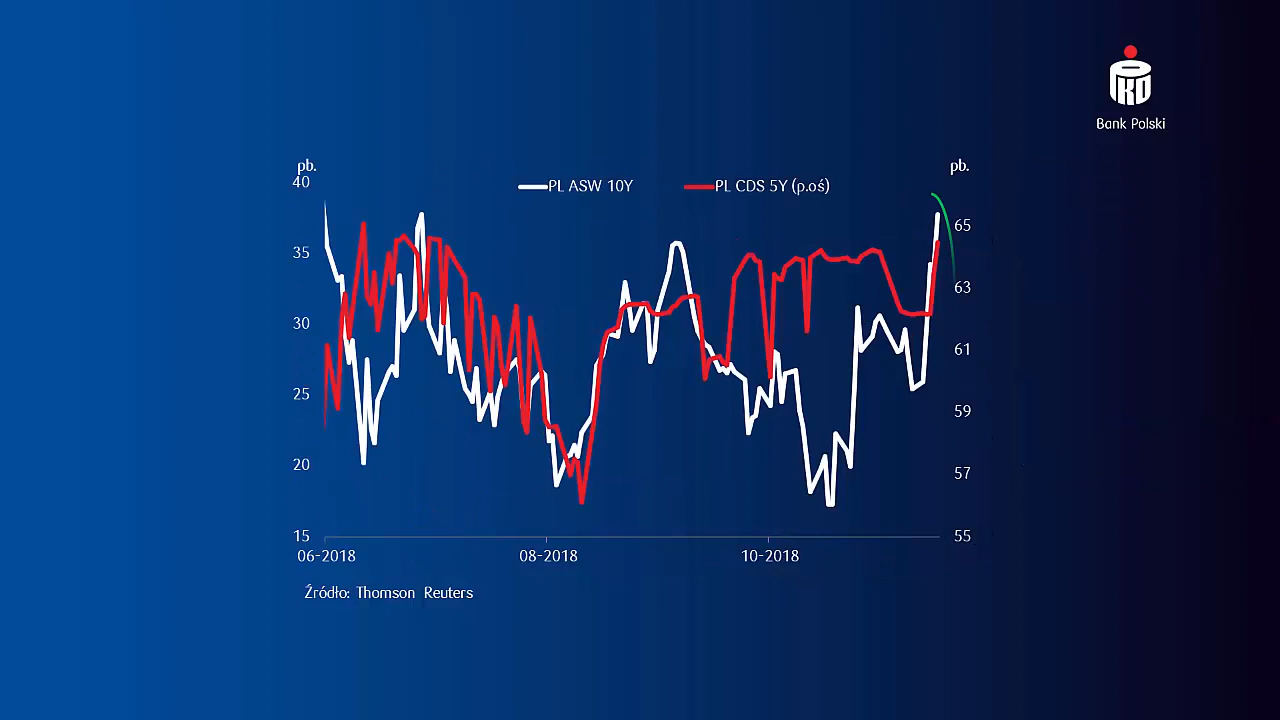 PKO
Bank Polski
pb.
pb.
40
PL ASW 10Y
PL CDS 5Y (p.oś)
65
35
63
30
61
25
59
20
57
15
55
06-2018
08-2018
10-2018
Źródło: Thomson Reuters